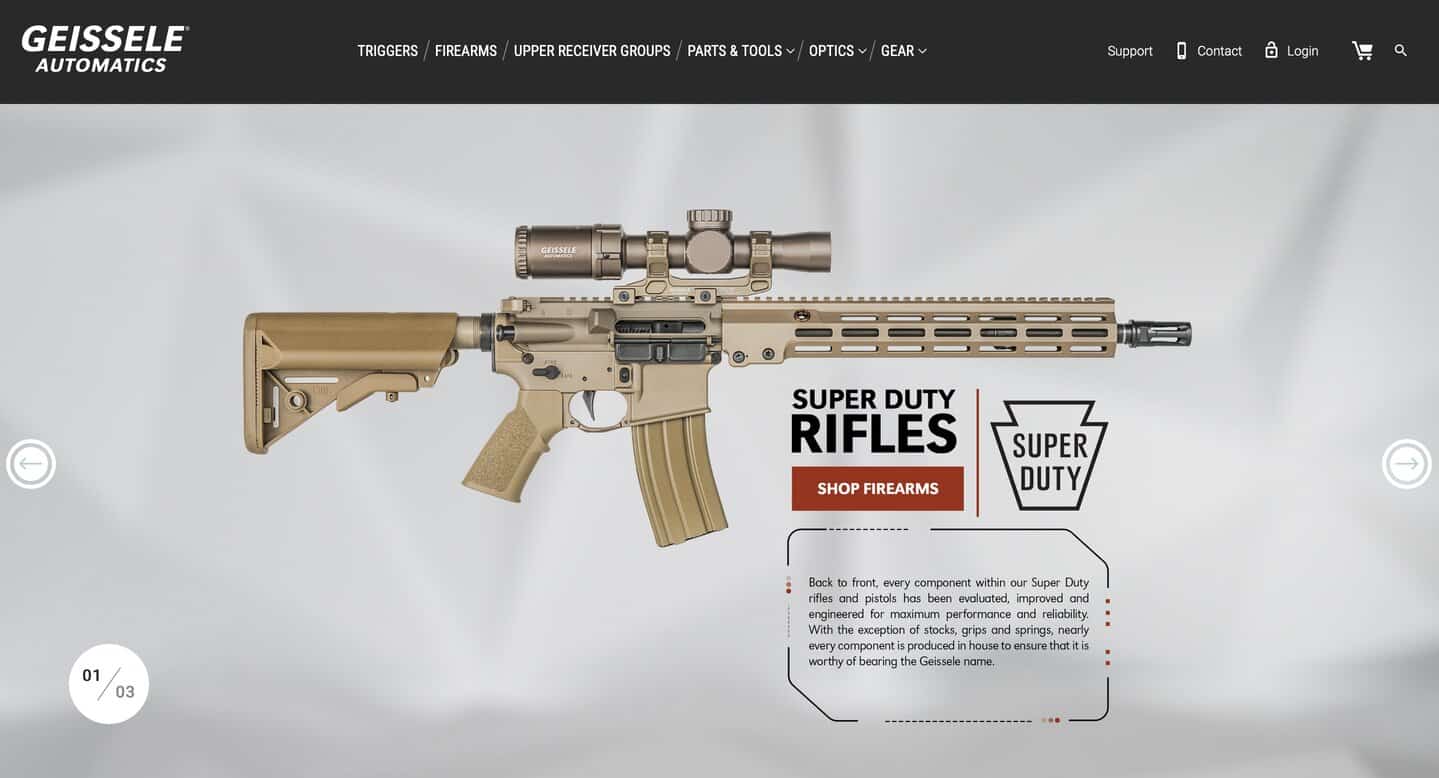 GEISSELE®
AUTOMATICS
TRIGGERS / FIREARMS / UPPER RECEIVER GROUPS / PARTS & TOOLS / OPTICS / GEAR
Support Contact Login
GEISSELE
AUTOMATICS
SUPER DUTY
RIFLES
SHOP FIREARMS
SUPER
DUTY
Back to front, every component within our Super Duty
rifles and pistols has been evaluated, improved and
engineered for maximum performance and reliability.
With the exception of stocks, grips and springs, nearly
every component is produced in house to ensure that it is
worthy of bearing the Geissele name.
01/03